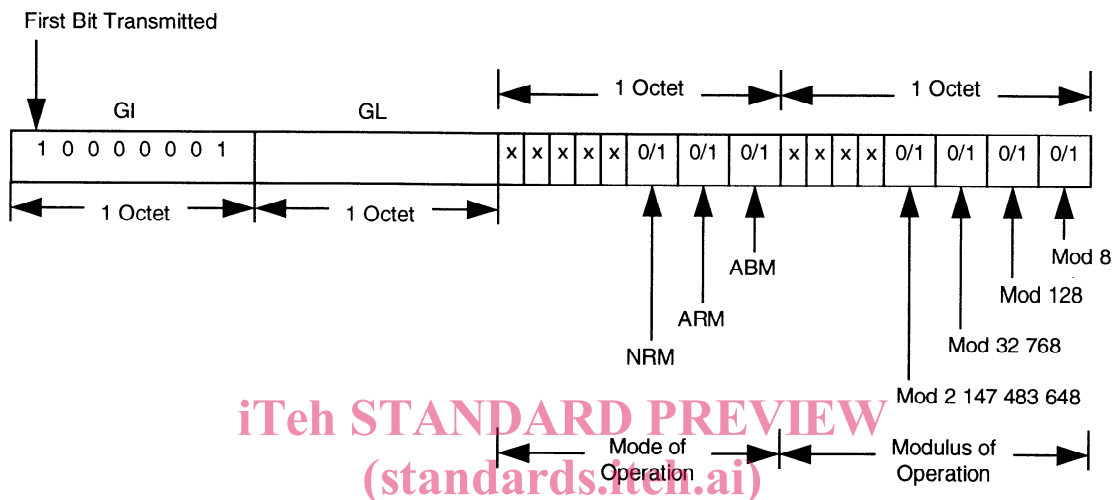 First Bit Transmitted
1 Octet 1 Octet
GI GL
1 0 0 0 0 0 0 1 x x x x x 0/1 0/1 0/1 x x x x 0/1 0/1 0/1 0/1
1 Octet 1 Octet
Mod 8
ABM
Mod 128
ARM
Mod 32 768
NRM
Mod 2 147 483 648
iTeh STANDARD PREVIEW
Mode of Operation
Modulus of Operation
(standards.iteh.ai)